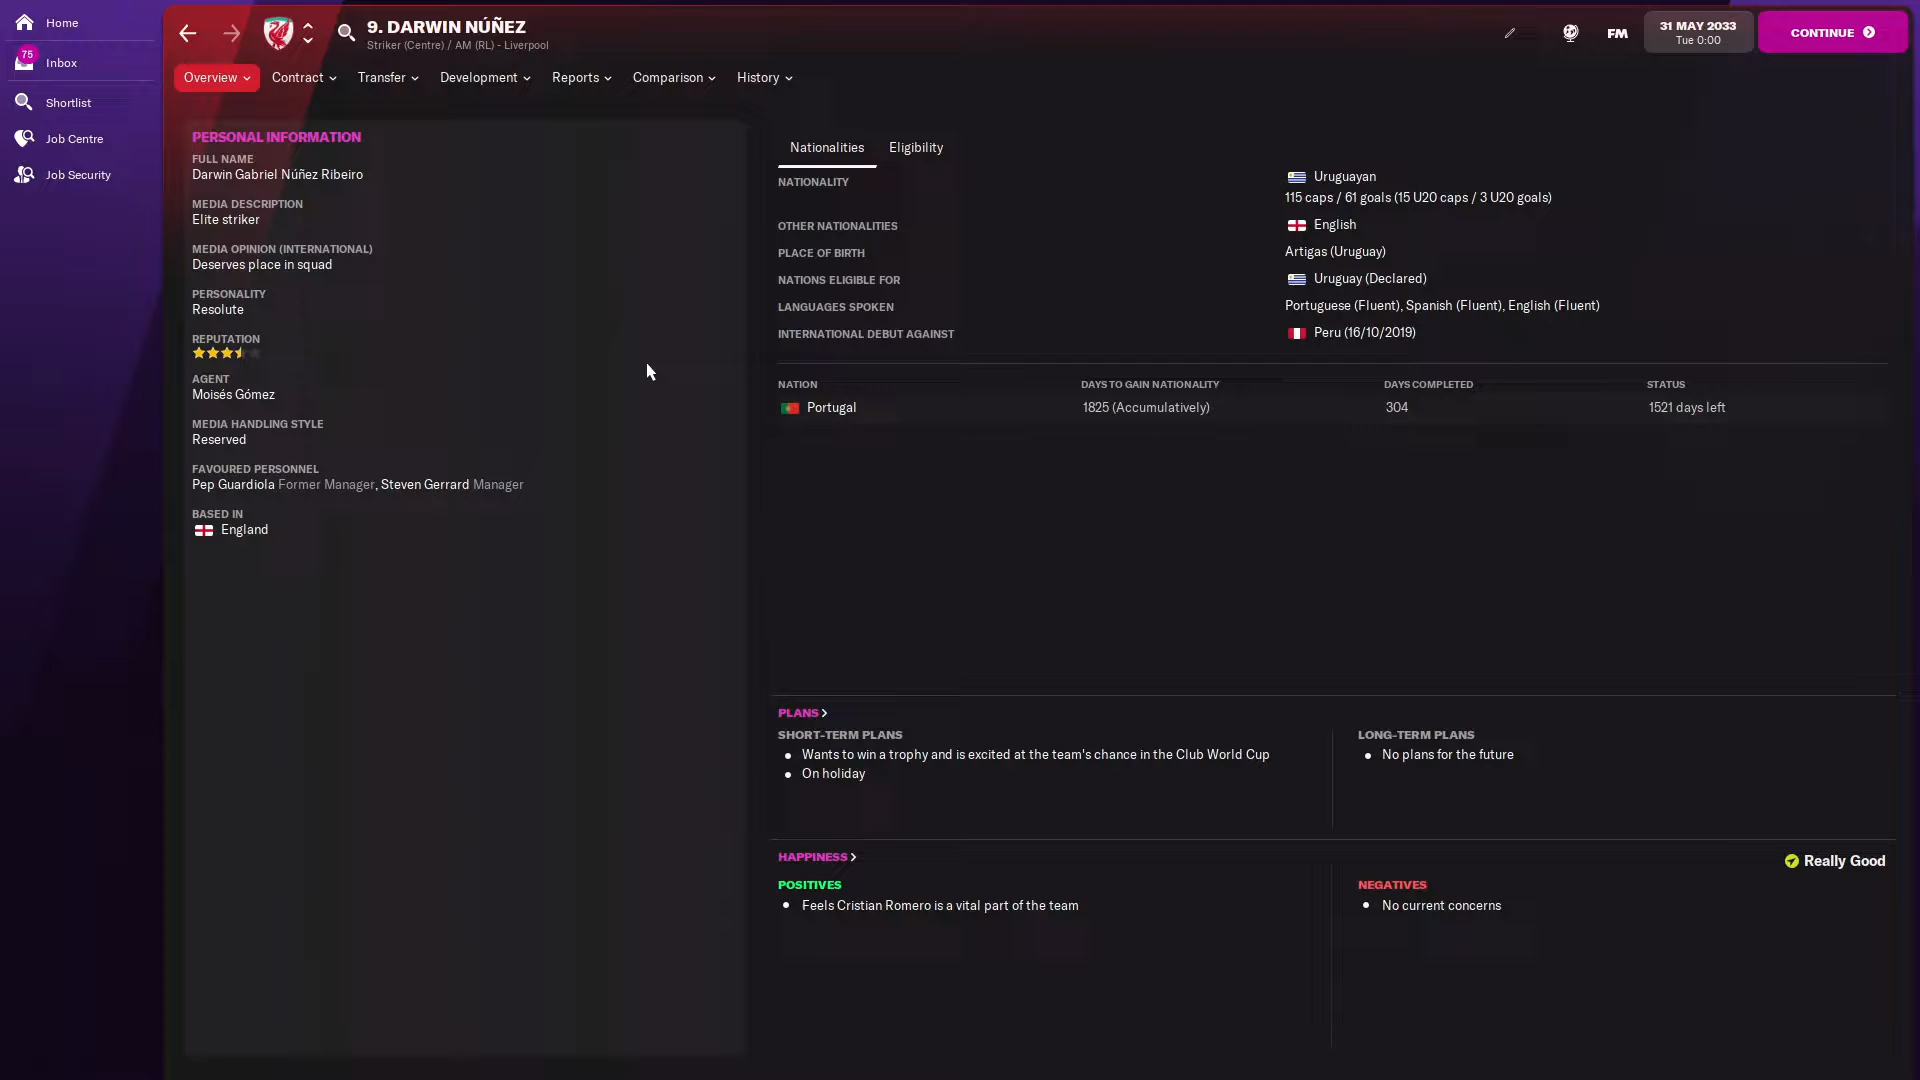 Home
75
Inbox
Shortlist
Job Centre
Job Security
9. DARWIN NÚÑEZ
Striker (Centre) / AM (RL) - Liverpool
FM
31 MAY 2033
Tue 0:00
CONTINUE
Overview
Contract
Transfer
Development
Reports
Comparison
History
PERSONAL INFORMATION
FULL NAME
Darwin Gabriel Núñez Ribeiro
MEDIA DESCRIPTION
Elite striker
MEDIA OPINION (INTERNATIONAL)
Deserves place in squad
PERSONALITY
Resolute
REPUTATION
AGENT
Moisés Gómez
MEDIA HANDLING STYLE
Reserved
FAVOURED PERSONNEL
Pep Guardiola Former Manager, Steven Gerrard Manager
BASED IN
England
Nationalities
Eligibility
NATIONALITY
Uruguayan
115 caps / 61 goals (15 U20 caps / 3 U20 goals)
OTHER NATIONALITIES
English
PLACE OF BIRTH
Artigas (Uruguay)
NATIONS ELIGIBLE FOR
Uruguay (Declared)
LANGUAGES SPOKEN
Portuguese (Fluent), Spanish (Fluent), English (Fluent)
INTERNATIONAL DEBUT AGAINST
Peru (16/10/2019)
NATION
DAYS TO GAIN NATIONALITY
DAYS COMPLETED
STATUS
Portugal
1825 (Accumulatively)
304
1521 days left
PLANS
SHORT-TERM PLANS
Wants to win a trophy and is excited at the team's chance in the Club World Cup
On holiday
LONG-TERM PLANS
No plans for the future
HAPPINESS
Really Good
POSITIVES
Feels Cristian Romero is a vital part of the team
NEGATIVES
No current concerns